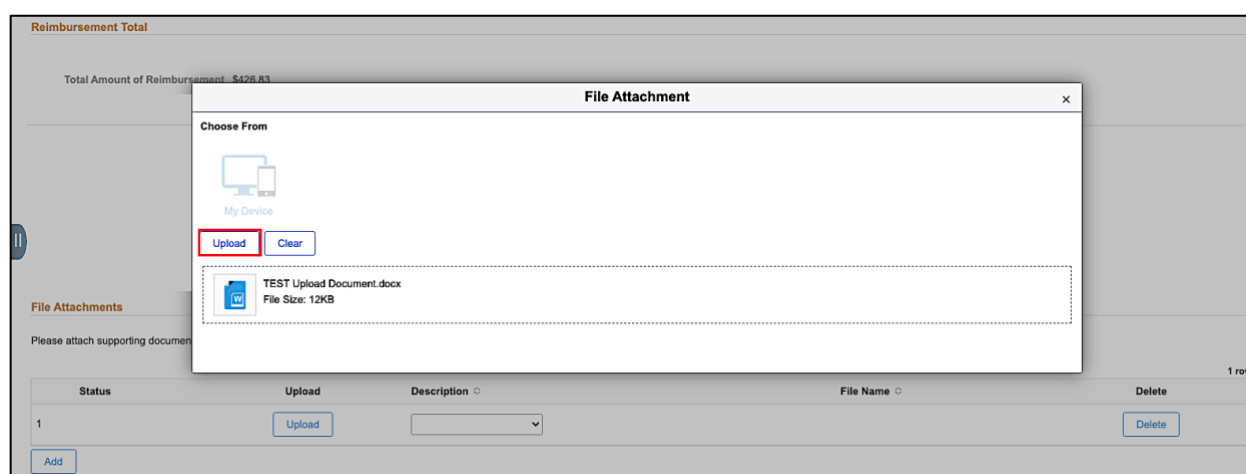 Reimbursement Total
Total Amount of Reimbursement $426.83
File Attachment
×
Choose From
My Device
Upload Clear
TEST Upload Document.docx
File Size: 12KB
File Attachments
Please attach supporting documen
1 row
Status Upload Description File Name Delete
1 Upload Delete
Add